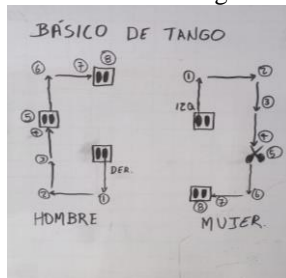 BÁSICO DE TANGO
⑥ ⑦ ⑧
⑤
④
③
DER.
② ①
HOMBRE
① ②
IZQ.
③
④
⑤
⑧ ⑦ ⑥
MUJER.